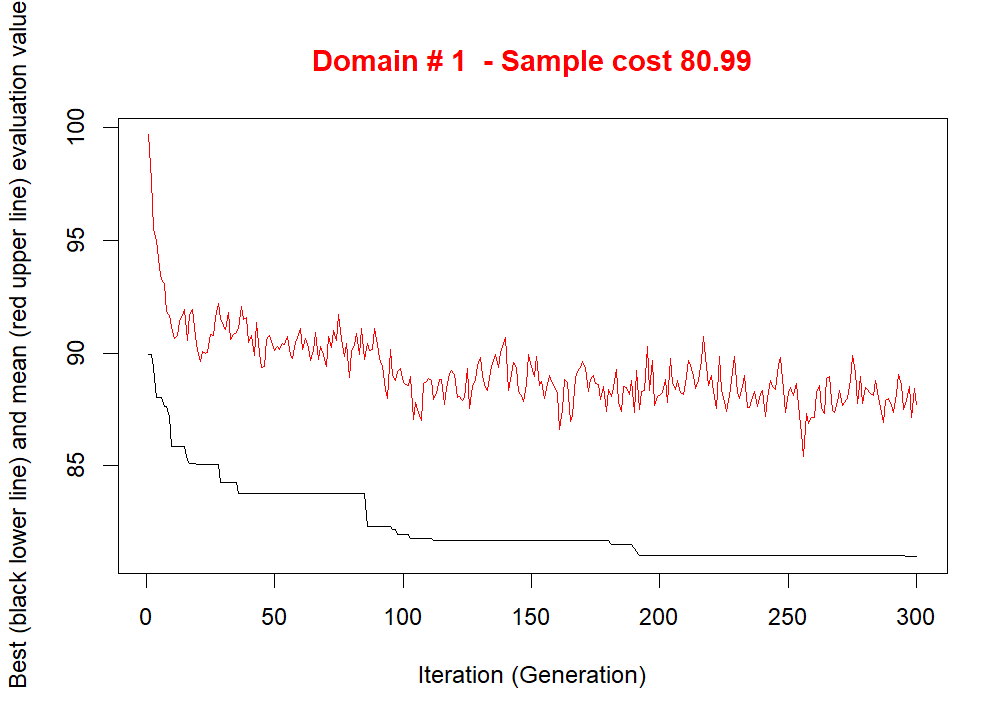 Domain # 1  - Sample cost 80.99
Best (black lower line) and mean (red upper line) evaluation value
100
95
90
85
0 50 100 150 200 250 300
Iteration (Generation)